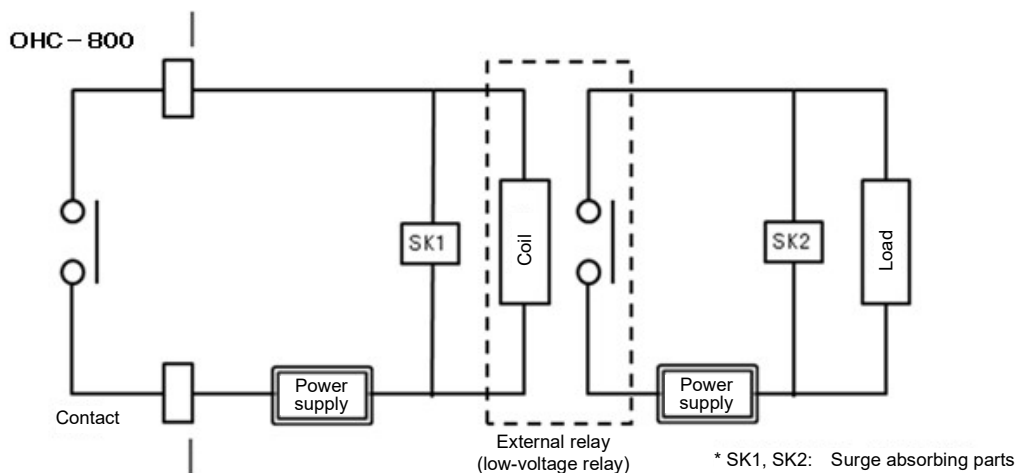 OHC-800
SK1
Coil
SK2
Load
Power
supply
Power
supply
Contact
External relay
(low-voltage relay)
* SK1, SK2: Surge absorbing parts